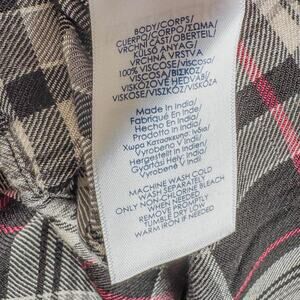 BODY/CORPS/
CUERPO/CORPO/ΣΩΜΑ/
VRCHNÍ ČÁST/OBERTEIL/
KÜLSŐ ANYAG/
VRCHNÁ VRSTVA
100% VISCOSE/viscosa/
VISCOSA/ΒΙΣΚΟΖ/
VISKÓZOVÉ HEDVÁBÍ/
VISKOSE/VISZKÓZ/VISKÓZA
Made In India/
Fabriqué En Inde/
Hecho En India/
Prodotto In India/
Χώρα Κατασκευής: Ινδία/
Vyrobeno V Indii/
Hergestellt in Indien/
Gyártási Hely: India/
Vyrobené V Indii
MACHINE WASH COLD
WASH SEPARATELY
ONLY NON-CHLORINE BLEACH
WHEN NEEDED
REMOVE PROMPTLY
TUMBLE DRY LOW
WARM IRON IF NEEDED